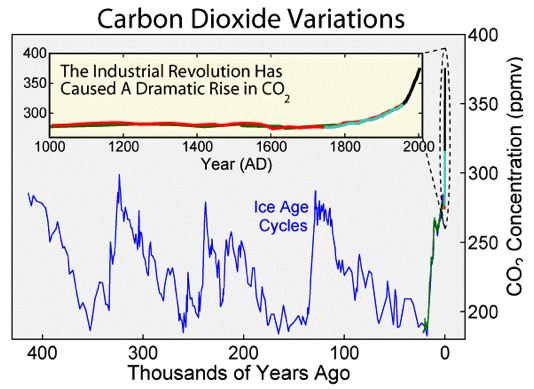 Carbon Dioxide Variations
400
350
300
The Industrial Revolution Has
Caused A Dramatic Rise in CO2
1000 1200 1400 1600 1800 2000
Year (AD)
Ice Age
Cycles
400
350
300
250
200
CO2 Concentration (ppmv)
400 300 200 100 0
Thousands of Years Ago